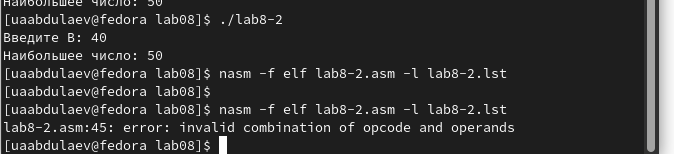 Наибольшее число: 50
[uaabdulaev@fedora lab08]$ ./lab8-2
Введите В: 40
Наибольшее число: 50
[uaabdulaev@fedora lab08]$ nasm -f elf lab8-2.asm -l lab8-2.lst
[uaabdulaev@fedora lab08]$
[uaabdulaev@fedora lab08]$ nasm -f elf lab8-2.asm -l lab8-2.lst
lab8-2.asm:45: error: invalid combination of opcode and operands
[uaabdulaev@fedora lab08]$